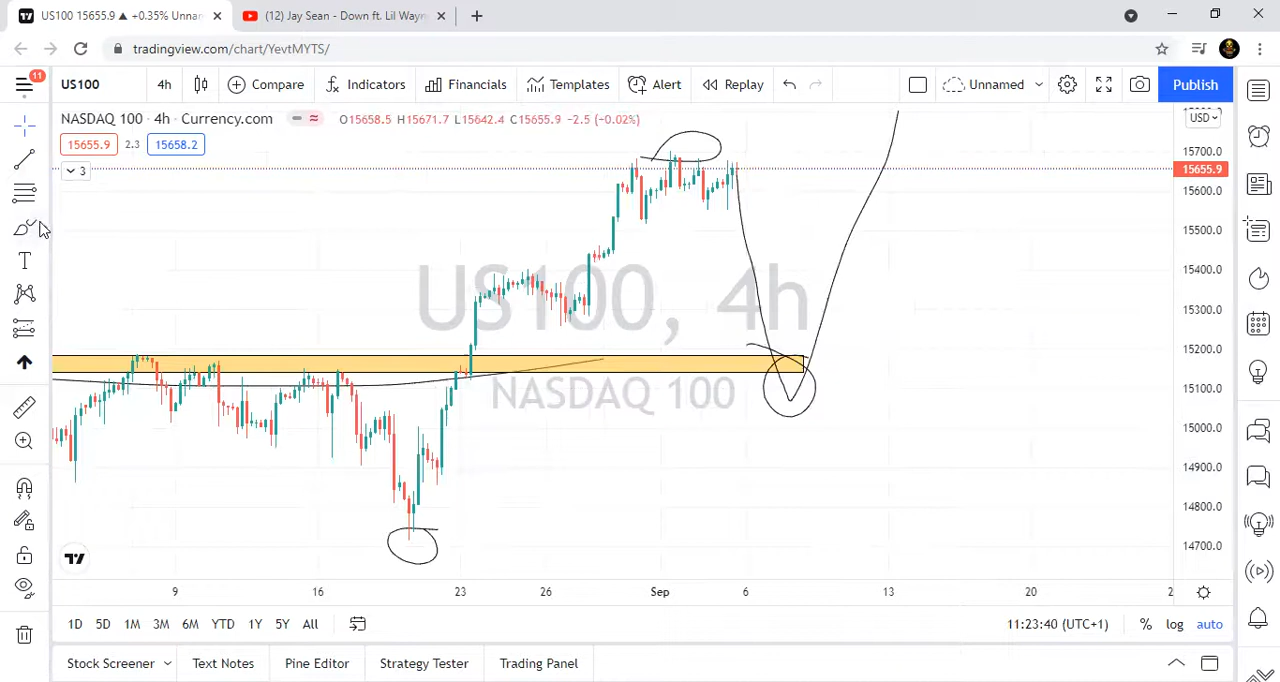 US100 15655.9 ▲ +0.35% Unnar
(12) Jay Sean - Down ft. Lil Wayn
tradingview.com/chart/YevtMYTS/
11
US100 4h Compare Indicators Financials Templates Alert Replay Unnamed Publish
NASDAQ 100 · 4h · Currency.com O15658.5 H15671.7 L15642.4 C15655.9 −2.5 (−0.02%)
USD
15655.9 2.3 15658.2
3
15700.0
15655.9
15600.0
15500.0
15400.0
15300.0
15200.0
15100.0
15000.0
14900.0
14800.0
14700.0
US100, 4h
NASDAQ 100
9 16 23 26 Sep 6 13 20 2
1D 5D 1M 3M 6M YTD 1Y 5Y All 11:23:40 (UTC+1) % log auto
Stock Screener Text Notes Pine Editor Strategy Tester Trading Panel